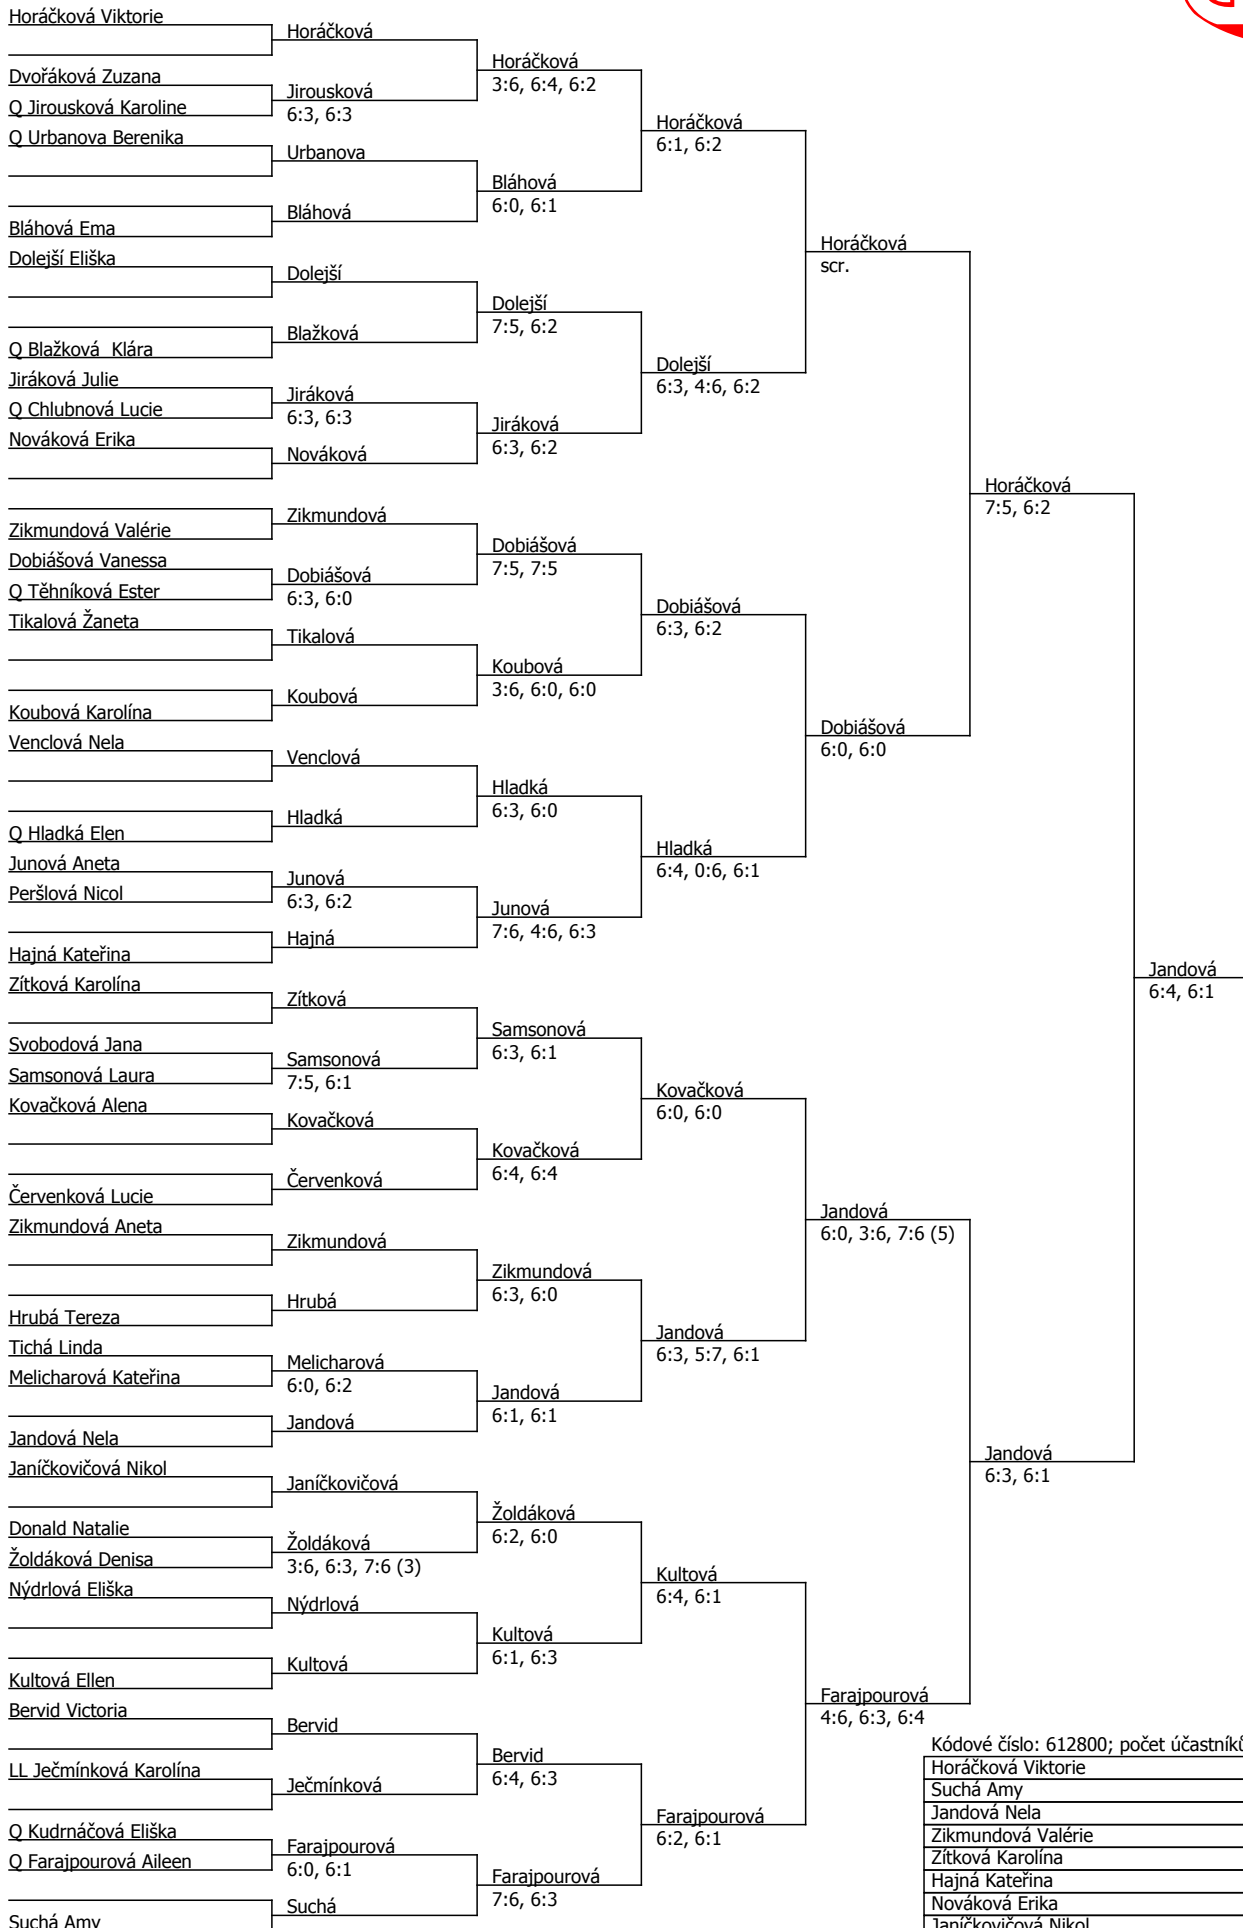 Horáčková Viktorie
Dvořáková Zuzana
Q Jirousková Karoline
Q Urbanova Berenika
Bláhová Ema
Dolejší Eliška
Q Blažková  Klára
Jiráková Julie
Q Chlubnová Lucie
Nováková Erika
Zikmundová Valérie
Dobiášová Vanessa
Q Těhníková Ester
Tikalová Žaneta
Koubová Karolína
Venclová Nela
Q Hladká Elen
Junová Aneta
Peršlová Nicol
Hajná Kateřina
Zítková Karolína
Svobodová Jana
Samsonová Laura
Kovačková Alena
Červenková Lucie
Zikmundová Aneta
Hrubá Tereza
Tichá Linda
Melicharová Kateřina
Jandová Nela
Janíčkovičová Nikol
Donald Natalie
Žoldáková Denisa
Nýdrlová Eliška
Kultová Ellen
Bervid Victoria
LL Ječmínková Karolína
Q Kudrnáčová Eliška
Q Farajpourová Aileen
Suchá Amy
Horáčková
Jirousková
6:3, 6:3
Urbanova
Bláhová
Dolejší
Blažková
Jiráková
6:3, 6:3
Nováková
Zikmundová
Dobiášová
6:3, 6:0
Tikalová
Koubová
Venclová
Hladká
Junová
6:3, 6:2
Hajná
Zítková
Samsonová
7:5, 6:1
Kovačková
Červenková
Zikmundová
Hrubá
Melicharová
6:0, 6:2
Jandová
Janíčkovičová
Žoldáková
3:6, 6:3, 7:6 (3)
Nýdrlová
Kultová
Bervid
Ječmínková
Farajpourová
6:0, 6:1
Suchá
Horáčková
3:6, 6:4, 6:2
Bláhová
6:0, 6:1
Dolejší
7:5, 6:2
Jiráková
6:3, 6:2
Dobiášová
7:5, 7:5
Koubová
3:6, 6:0, 6:0
Hladká
6:3, 6:0
Junová
7:6, 4:6, 6:3
Samsonová
6:3, 6:1
Kovačková
6:4, 6:4
Zikmundová
6:3, 6:0
Jandová
6:1, 6:1
Žoldáková
6:2, 6:0
Kultová
6:1, 6:3
Bervid
6:4, 6:3
Farajpourová
7:6, 6:3
Horáčková
6:1, 6:2
Dolejší
6:3, 4:6, 6:2
Dobiášová
6:3, 6:2
Hladká
6:4, 0:6, 6:1
Kovačková
6:0, 6:0
Jandová
6:3, 5:7, 6:1
Kultová
6:4, 6:1
Farajpourová
6:2, 6:1
Horáčková
scr.
Dobiášová
6:0, 6:0
Jandová
6:0, 3:6, 7:6 (5)
Farajpourová
4:6, 6:3, 6:4
Horáčková
7:5, 6:2
Jandová
6:3, 6:1
Jandová
6:4, 6:1
Kódové číslo: 612800; počet účastníků
Horáčková Viktorie
Suchá Amy
Jandová Nela
Zikmundová Valérie
Zítková Karolína
Hajná Kateřina
Nováková Erika
Janíčkovičová Nikol